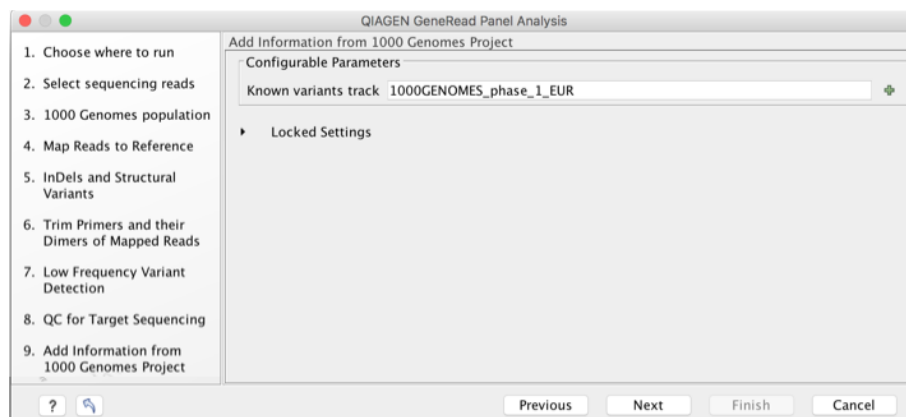 QIAGEN GeneRead Panel Analysis
1. Choose where to run
2. Select sequencing reads
3. 1000 Genomes population
4. Map Reads to Reference
5. InDels and Structural
Variants
6. Trim Primers and their
Dimers of Mapped Reads
7. Low Frequency Variant
Detection
8. QC for Target Sequencing
9. Add Information from
1000 Genomes Project
Add Information from 1000 Genomes Project
Configurable Parameters
Known variants track 1000GENOMES_phase_1_EUR
Locked Settings
? Previous Next Finish Cancel